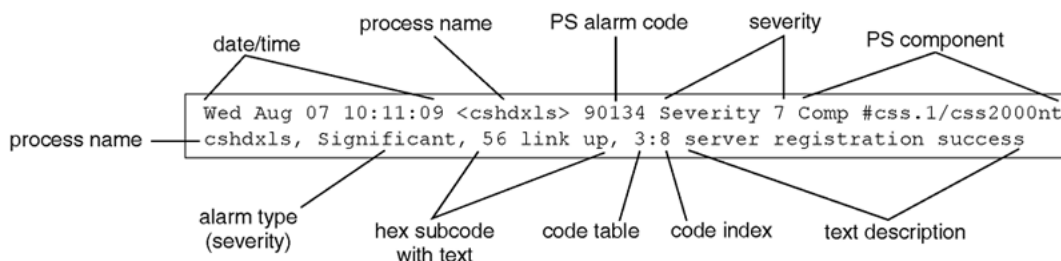 process name
PS alarm code
severity
date/time
PS component
Wed Aug 07 10:11:09 <cshdxls> 90134 Severity 7 Comp #css.1/css2000nt
process name
cshdxls, Significant, 56 link up, 3:8 server registration success
alarm type
(severity)
hex subcode
with text
code table
code index
text description